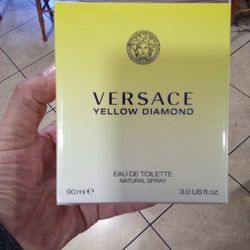 VERSACE
YELLOW DIAMOND
EAU DE TOILETTE
NATURAL SPRAY
90 ml ℮ 3.0 US fl.oz.